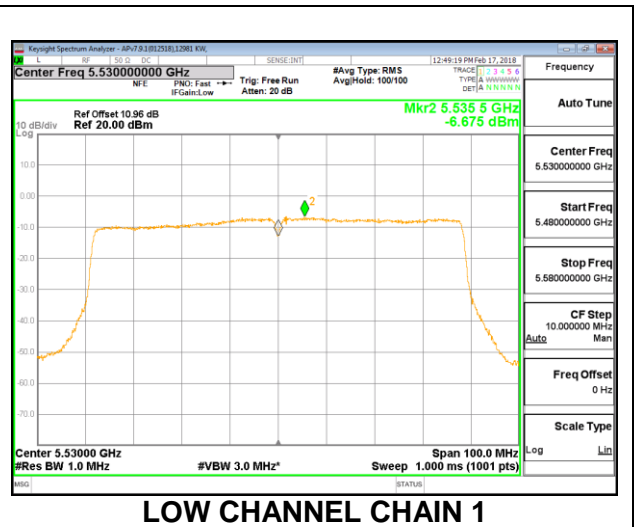 Keysight Spectrum Analyzer - APv7.9.1(012518),12981 KW,
L RF 50 Ω DC SENSE:INT 12:49:19 PM Feb 17, 2018
Center Freq 5.530000000 GHz
NFE PNO: Fast Trig: Free Run #Avg Type: RMS TRACE 1 2 3 4 5 6
IFGain:Low Atten: 20 dB Avg|Hold: 100/100 TYPE A WWWWW
DET A N N N N N
Frequency
Auto Tune
Ref Offset 10.96 dB
10 dB/div Ref 20.00 dBm
Log
Mkr2 5.535 5 GHz
-6.675 dBm
Center Freq
5.530000000 GHz
Start Freq
5.480000000 GHz
Stop Freq
5.580000000 GHz
CF Step
10.000000 MHz
Auto Man
Freq Offset
0 Hz
Scale Type
Log Lin
10.0
0.00
-10.0
-20.0
-30.0
-40.0
-50.0
-60.0
-70.0
2
Center 5.53000 GHz Span 100.0 MHz
#Res BW 1.0 MHz #VBW 3.0 MHz* Sweep 1.000 ms (1001 pts)
MSG STATUS
LOW CHANNEL CHAIN 1